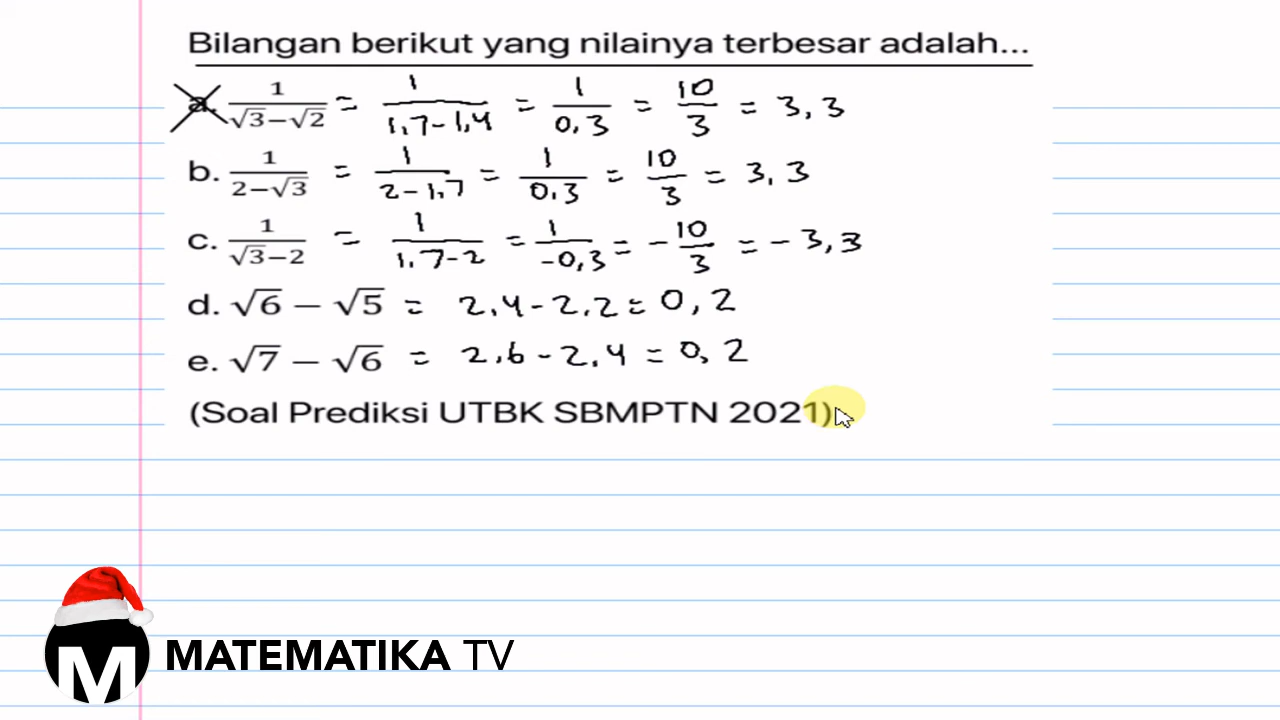 Bilangan berikut yang nilainya terbesar adalah...
a. 1/(√3−√2) = 1/(1,7-1,4) = 1/0,3 = 10/3 = 3,3
b. 1/(2−√3) = 1/(2-1,7) = 1/0,3 = 10/3 = 3,3
c. 1/(√3−2) = 1/(1,7-2) = 1/-0,3 = -10/3 = -3,3
d. √6 − √5 = 2,4-2,2 = 0,2
e. √7 − √6 = 2,6-2,4 = 0,2
(Soal Prediksi UTBK SBMPTN 2021)
M MATEMATIKA TV